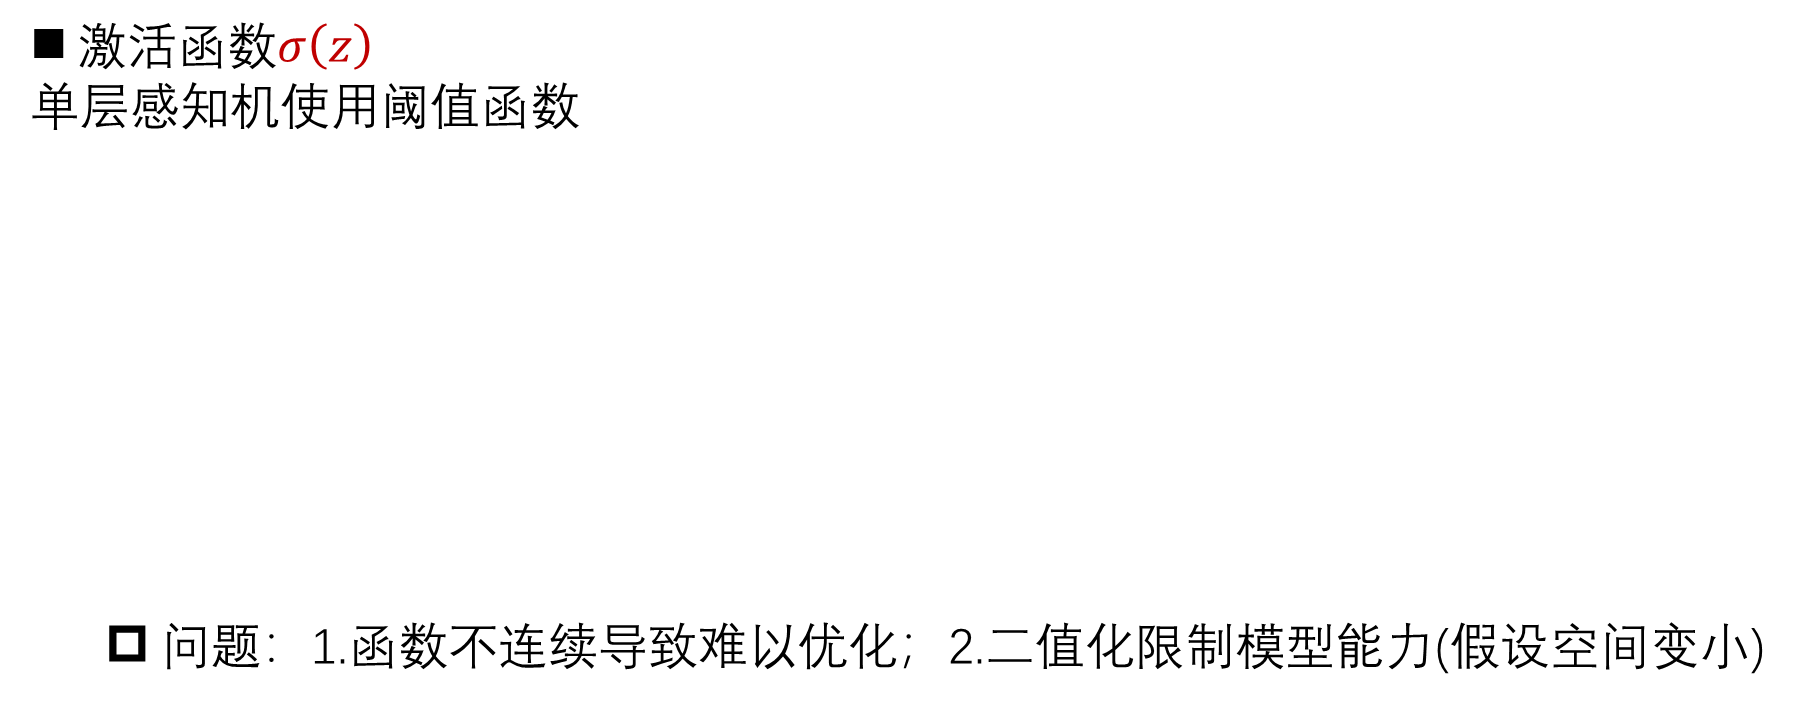 ■ 激活函数σ(z)
单层感知机使用阈值函数
□ 问题：1.函数不连续导致难以优化；2.二值化限制模型能力(假设空间变小)